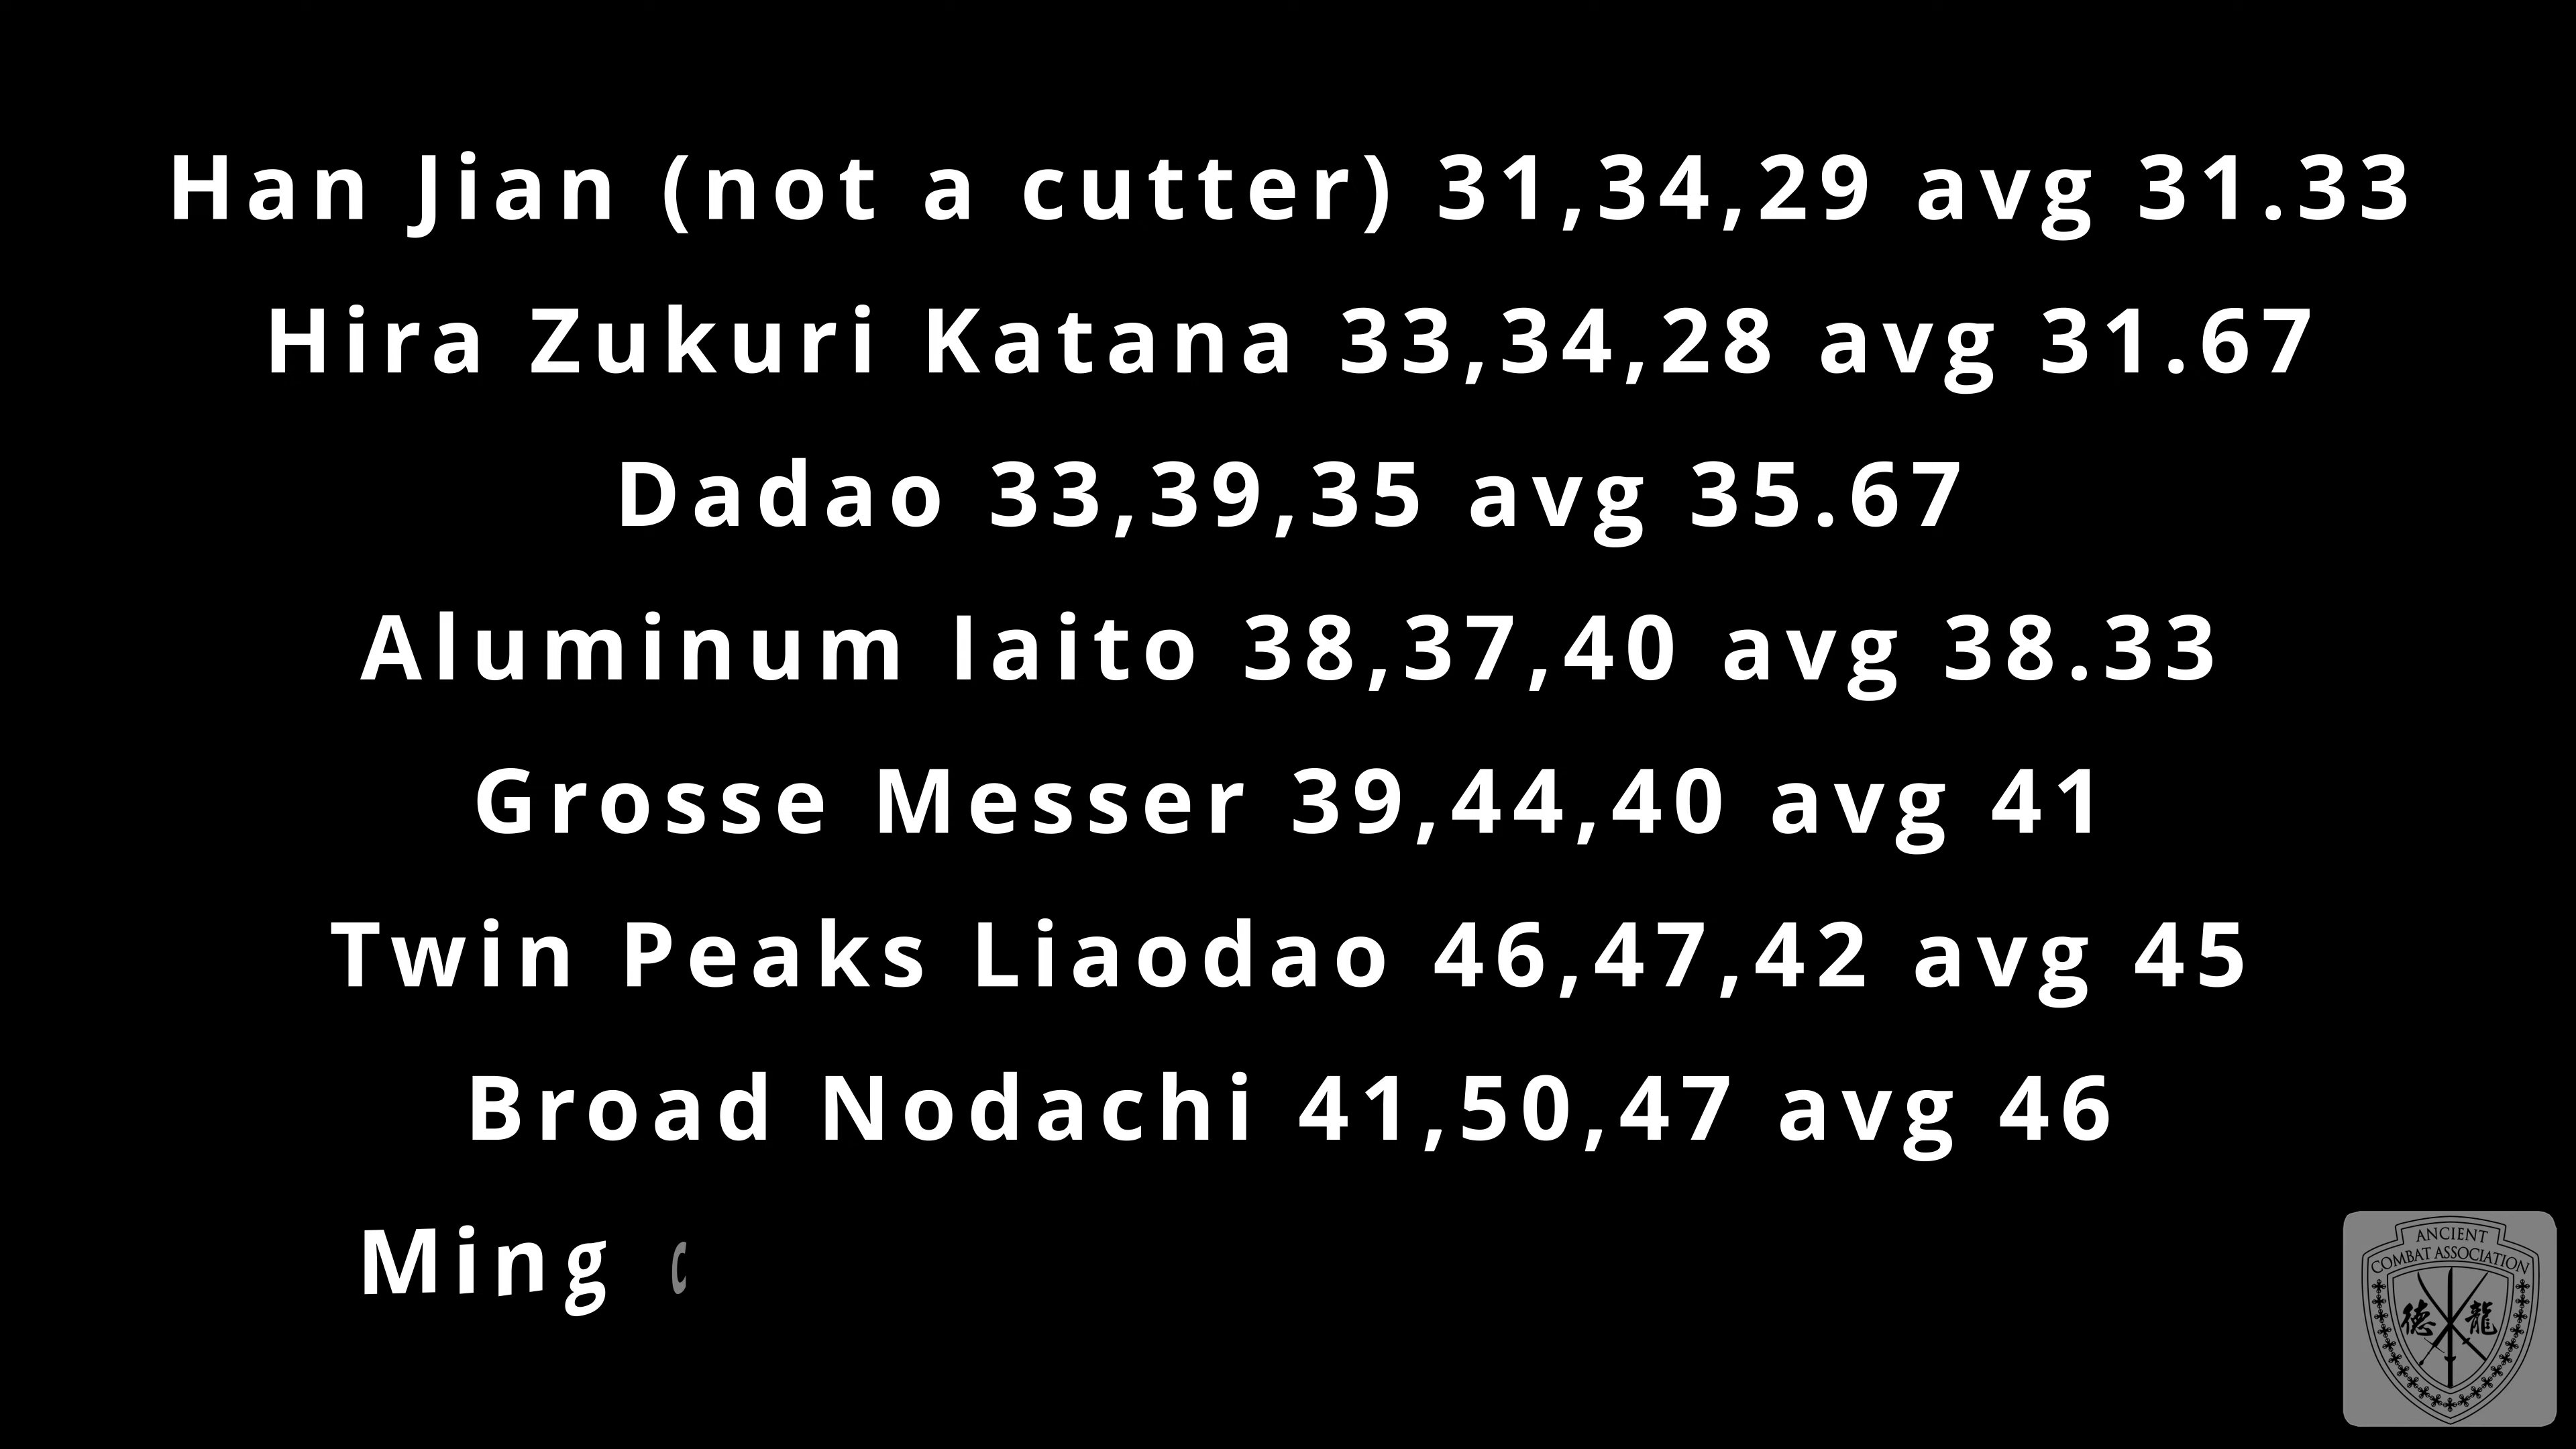 Han Jian (not a cutter) 31,34,29 avg 31.33
Hira Zukuri Katana 33,34,28 avg 31.67
Dadao 33,39,35 avg 35.67
Aluminum Iaito 38,37,40 avg 38.33
Grosse Messer 39,44,40 avg 41
Twin Peaks Liaodao 46,47,42 avg 45
Broad Nodachi 41,50,47 avg 46
Ming
ANCIENT
COMBAT ASSOCIATION
德 龍